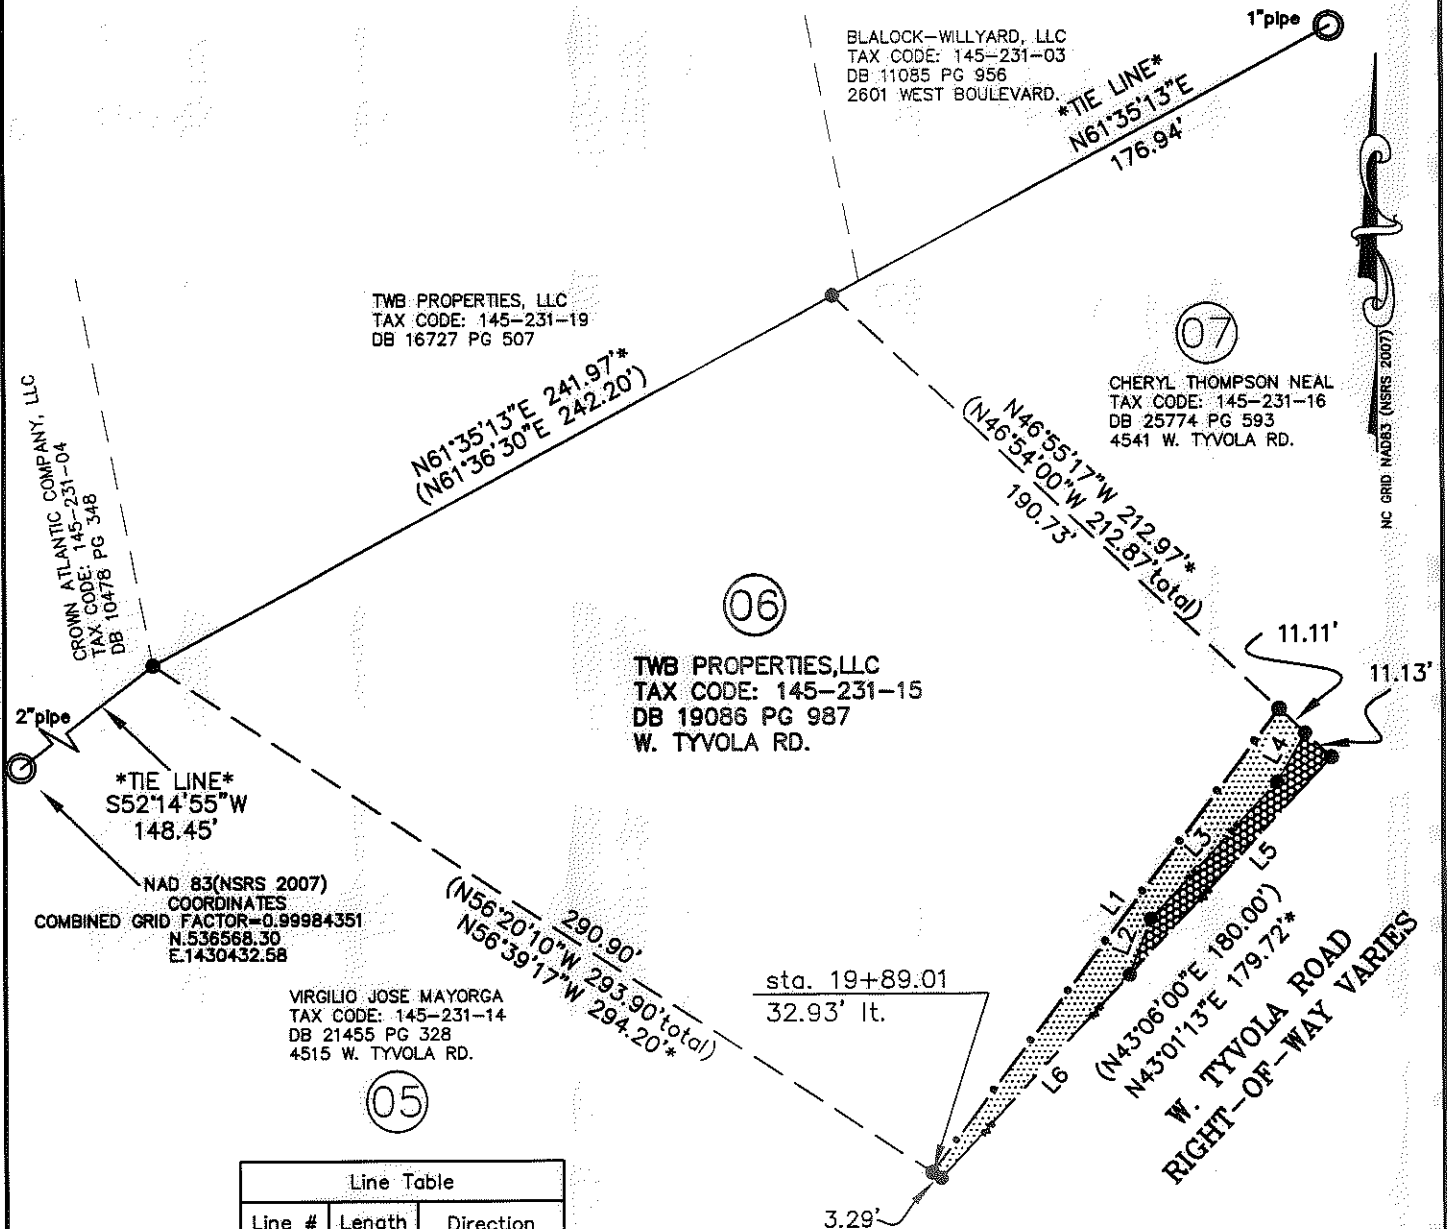 1"pipe
BLALOCK-WILLYARD, LLC
TAX CODE: 145-231-03
DB 11085 PG 956
2601 WEST BOULEVARD.
*TIE LINE*
N61°35'13"E
176.94'
TWB PROPERTIES, LLC
TAX CODE: 145-231-19
DB 16727 PG 507
N61°35'13"E 241.97'*
(N61°36'30"E 242.20')
07
CHERYL THOMPSON NEAL
TAX CODE: 145-231-16
DB 25774 PG 593
4541 W. TYVOLA RD.
NC GRID NAD83 (NSRS 2007)
CROWN ATLANTIC COMPANY, LLC
TAX CODE: 145-231-04
DB 10478 PG 348
N46°55'17"W 212.97'*
(N46°54'00"W 212.87'total)
190.73'
06
TWB PROPERTIES,LLC
TAX CODE: 145-231-15
DB 19086 PG 987
W. TYVOLA RD.
11.11'
11.13'
2"pipe
*TIE LINE*
S52°14'55"W
148.45'
NAD 83(NSRS 2007)
COORDINATES
COMBINED GRID FACTOR=0.99984351
N.536568.30
E.1430432.58
290.90'
(N56°20'10"W 293.90'total)
N56°39'17"W 294.20'*
L4
L3
L5
L1
L2
L6
(N43°06'00"E 180.00')
N43°01'13"E 179.72'*
W. TYVOLA ROAD
RIGHT-OF-WAY VARIES
sta. 19+89.01
32.93' lt.
VIRGILIO JOSE MAYORGA
TAX CODE: 145-231-14
DB 21455 PG 328
4515 W. TYVOLA RD.
05
3.29'
Line Table
Line # Length Direction